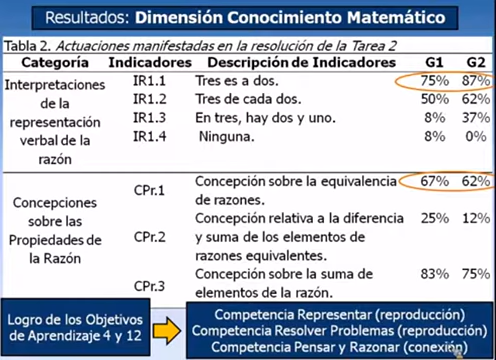 Resultados: Dimensión Conocimiento Matemático
Tabla 2. Actuaciones manifestadas en la resolución de la Tarea 2
Categoría Indicadores Descripción de Indicadores G1 G2
Interpretaciones de la representación verbal de la razón
IR1.1 Tres es a dos. 75% 87%
IR1.2 Tres de cada dos. 50% 62%
IR1.3 En tres, hay dos y uno. 8% 37%
IR1.4 Ninguna. 8% 0%
Concepciones sobre las Propiedades de la Razón
CPr.1 Concepción sobre la equivalencia de razones. 67% 62%
CPr.2 Concepción relativa a la diferencia y suma de los elementos de razones equivalentes. 25% 12%
CPr.3 Concepción sobre la suma de elementos de la razón. 83% 75%
Logro de los Objetivos
de Aprendizaje 4 y 12
Competencia Representar (reproducción)
Competencia Resolver Problemas (reproducción)
Competencia Pensar y Razonar (conexión)